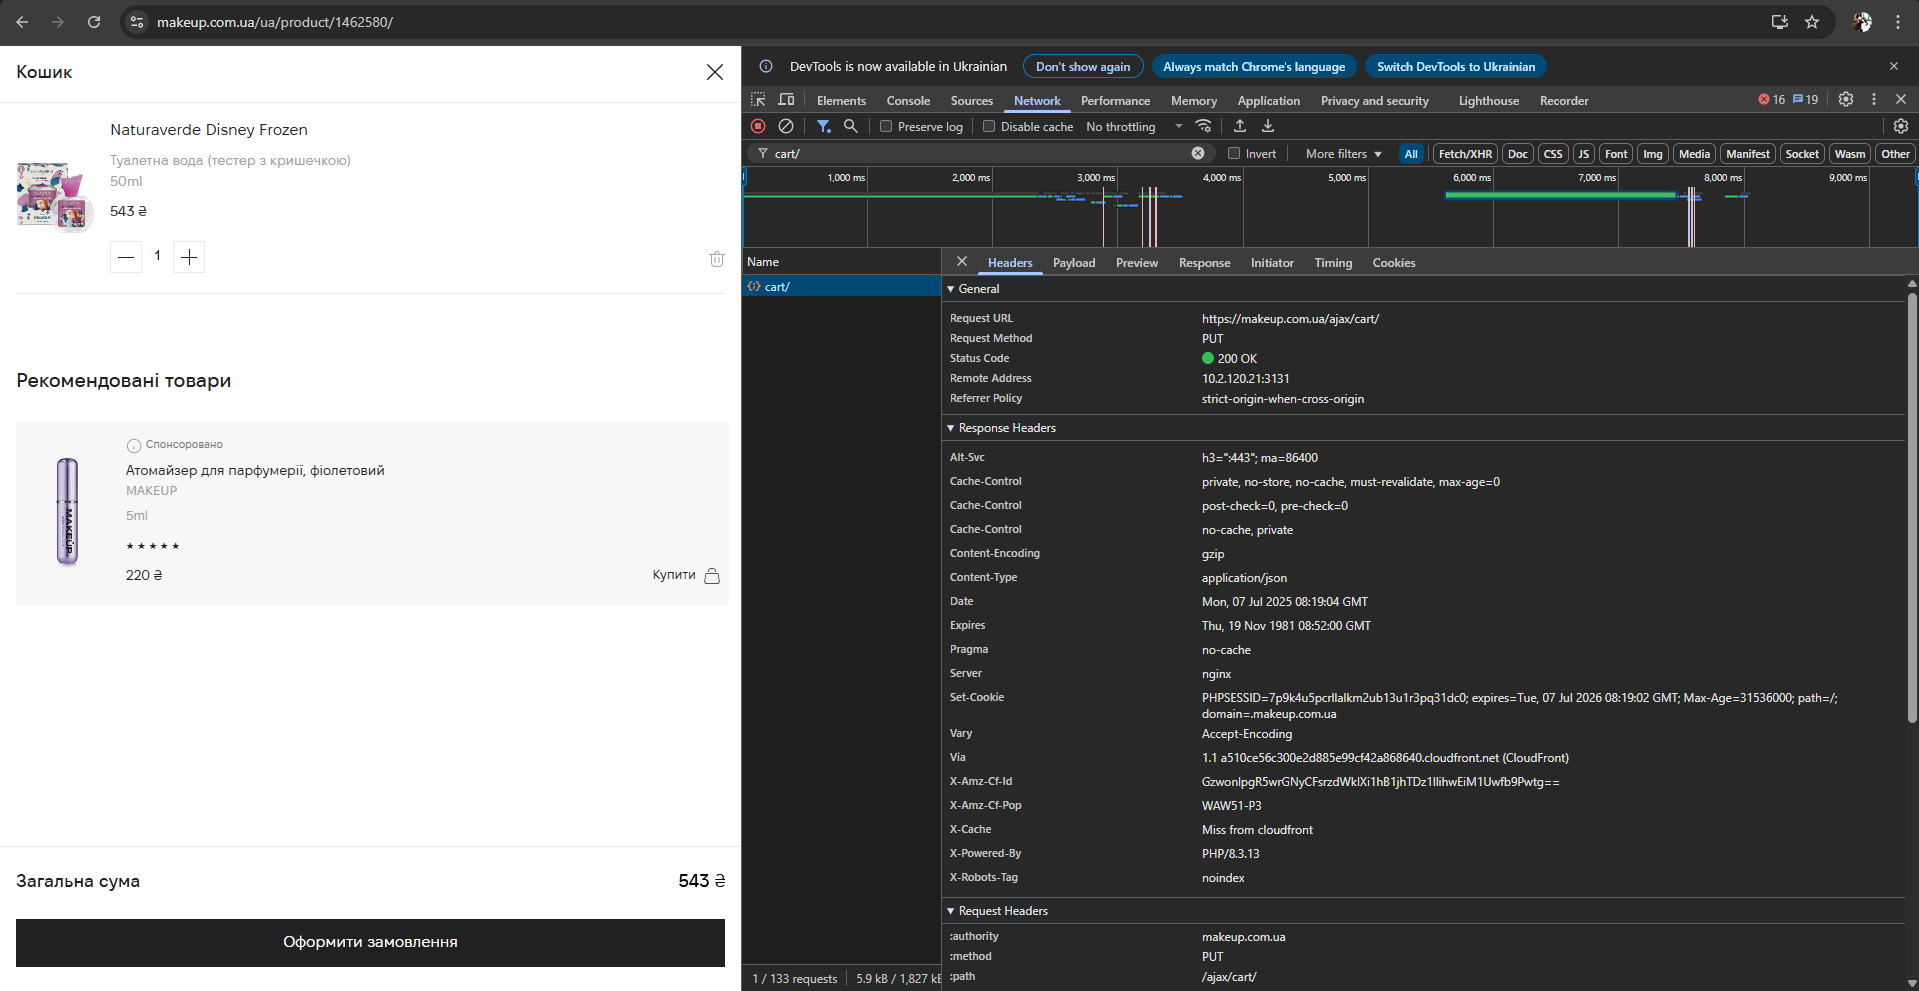 makeup.com.ua/ua/product/1462580/
Кошик
Naturaverde Disney Frozen
Туалетна вода (тестер з кришечкою)
50ml
543 ₴
1
Рекомендовані товари
Спонсоровано
Атомайзер для парфумерії, фіолетовий
MAKEUP
5ml
MAKEUP
220 ₴
Купити
Загальна сума 543 ₴
Оформити замовлення
DevTools is now available in Ukrainian Don't show again Always match Chrome's language Switch DevTools to Ukrainian
Elements Console Sources Network Performance Memory Application Privacy and security Lighthouse Recorder 16 19
Preserve log Disable cache No throttling
cart/ Invert More filters All Fetch/XHR Doc CSS JS Font Img Media Manifest Socket Wasm Other
1,000 ms 2,000 ms 3,000 ms 4,000 ms 5,000 ms 6,000 ms 7,000 ms 8,000 ms 9,000 ms
Name
cart/
Headers Payload Preview Response Initiator Timing Cookies
General
Request URL https://makeup.com.ua/ajax/cart/
Request Method PUT
Status Code 200 OK
Remote Address 10.2.120.21:3131
Referrer Policy strict-origin-when-cross-origin
Response Headers
Alt-Svc h3=":443"; ma=86400
Cache-Control private, no-store, no-cache, must-revalidate, max-age=0
Cache-Control post-check=0, pre-check=0
Cache-Control no-cache, private
Content-Encoding gzip
Content-Type application/json
Date Mon, 07 Jul 2025 08:19:04 GMT
Expires Thu, 19 Nov 1981 08:52:00 GMT
Pragma no-cache
Server nginx
Set-Cookie PHPSESSID=7p9k4u5pcrllalkm2ub13u1r3pq31dc0; expires=Tue, 07 Jul 2026 08:19:02 GMT; Max-Age=31536000; path=/;
domain=.makeup.com.ua
Vary Accept-Encoding
Via 1.1 a510ce56c300e2d885e99cf42a868640.cloudfront.net (CloudFront)
X-Amz-Cf-Id GzwonlpgR5wrGNyCFsrzdWklXi1hB1jhTDz1lIihwEiM1Uwfb9Pwtg==
X-Amz-Cf-Pop WAW51-P3
X-Cache Miss from cloudfront
X-Powered-By PHP/8.3.13
X-Robots-Tag noindex
Request Headers
:authority makeup.com.ua
:method PUT
:path /ajax/cart/
1 / 133 requests 5.9 kB / 1,827 kB